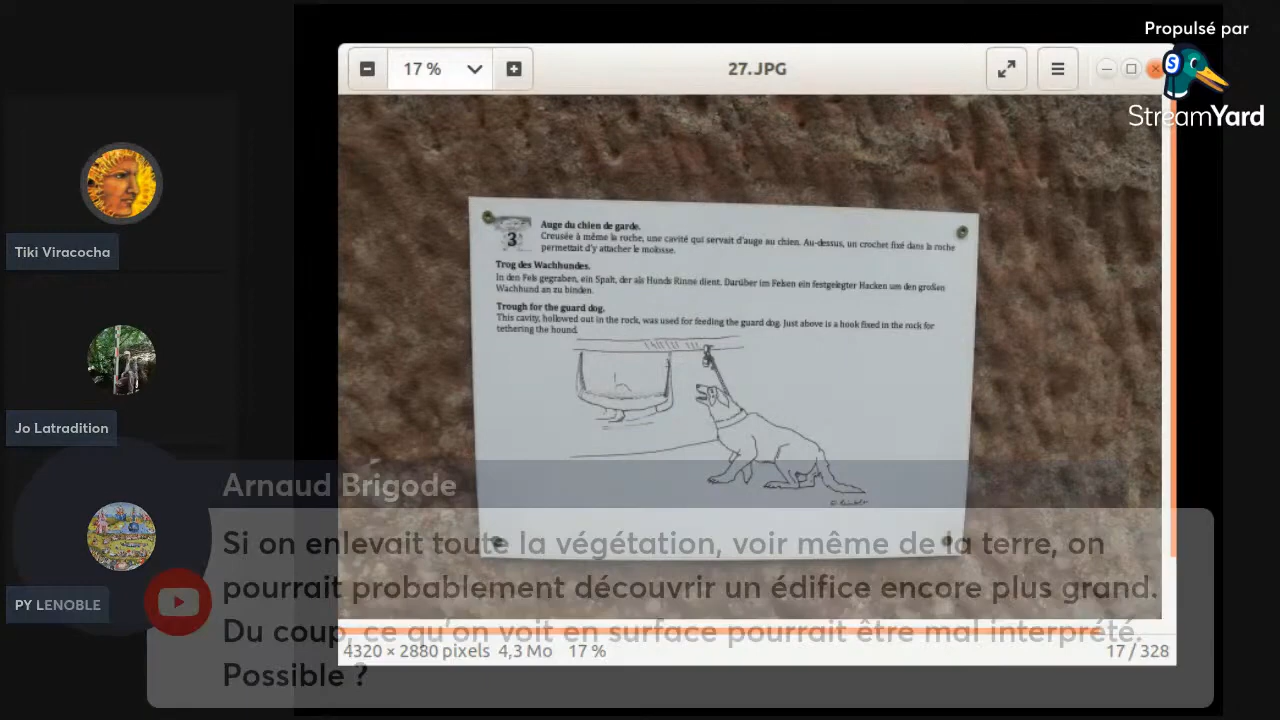 Propulsé par
StreamYard
17 %
27.JPG
Tiki Viracocha
Jo Latradition
PY LENOBLE
3
Auge du chien de garde.
Creusée à même la roche, une cavité qui servait d'auge au chien. Au-dessus, un crochet fixé dans la roche
permettait d'y attacher le molosse.
Trog des Wachhundes.
In den Fels gegraben, ein Spalt, der als Hunds Rinne dient. Darüber im Felsen ein festgelegter Hacken um den großen
Wachhund an zu binden.
Trough for the guard dog.
This cavity, hollowed out in the rock, was used for feeding the guard dog. Just above is a hook fixed in the rock for
tethering the hound.
Arnaud Brigode
Si on enlevait toute la végétation, voir même de la terre, on
pourrait probablement découvrir un édifice encore plus grand.
Du coup, ce qu'on voit en surface pourrait être mal interprété.
Possible ?
4320 × 2880 pixels 4,3 Mo 17 %
17 / 328